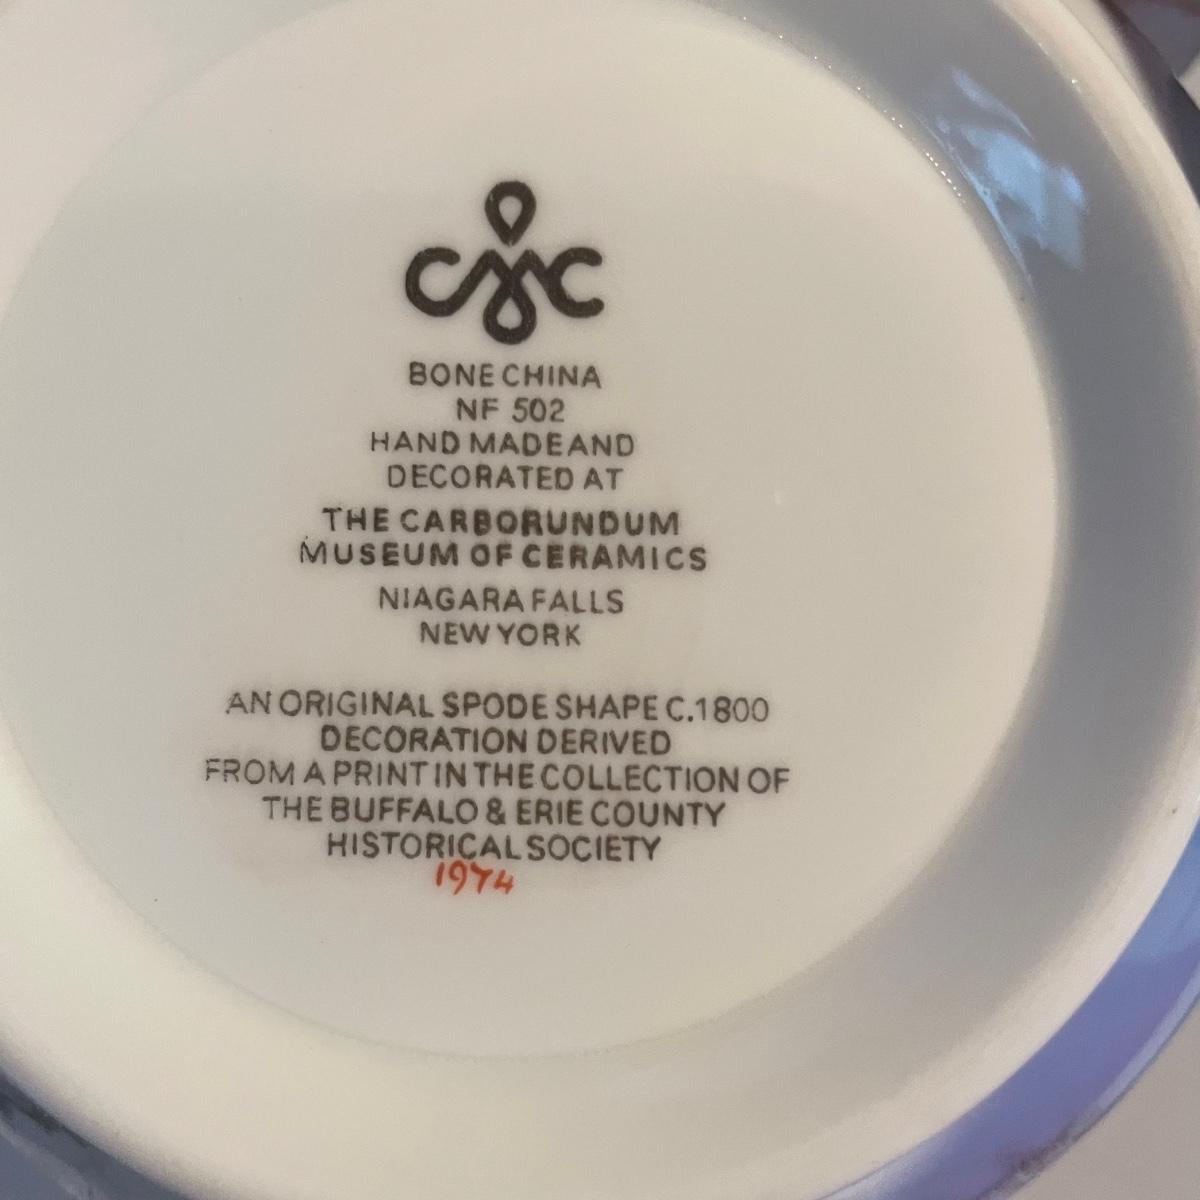 CMC
BONE CHINA
NF 502
HAND MADE AND
DECORATED AT
THE CARBORUNDUM
MUSEUM OF CERAMICS
NIAGARA FALLS
NEW YORK
AN ORIGINAL SPODE SHAPE C.1800
DECORATION DERIVED
FROM A PRINT IN THE COLLECTION OF
THE BUFFALO & ERIE COUNTY
HISTORICAL SOCIETY
1974